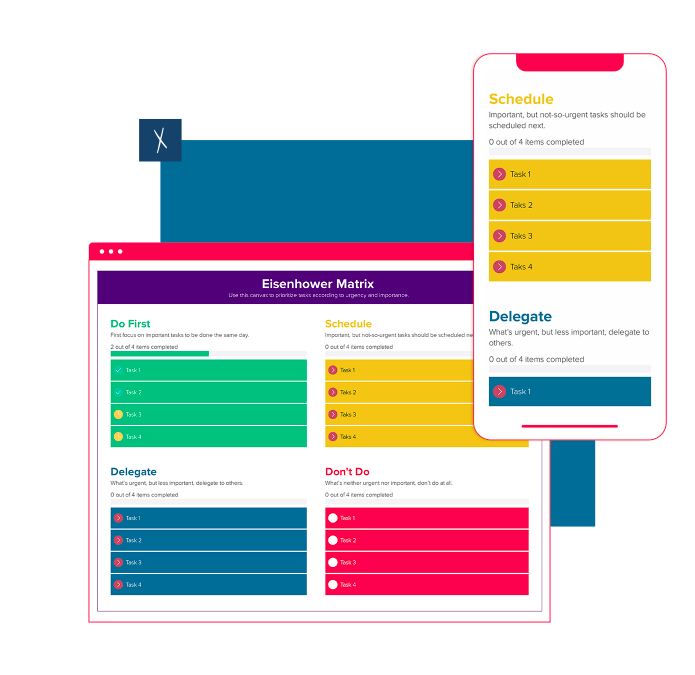 Schedule
Important, but not-so-urgent tasks should be
scheduled next.
0 out of 4 items completed
Task 1
Taks 2
Taks 3
Taks 4
Delegate
What's urgent, but less important, delegate to
others.
0 out of 4 items completed
Task 1
Eisenhower Matrix
Use this canvas to prioritize tasks according to urgency and importance.
Do First
First focus on important tasks to be done the same day.
2 out of 4 items completed
Task 1
Task 2
Task 3
Task 4
Schedule
Important, but not-so-urgent tasks should be scheduled ne
0 out of 4 items completed
Task 1
Taks 2
Taks 3
Taks 4
Delegate
What's urgent, but less important, delegate to others.
0 out of 4 items completed
Task 1
Task 2
Task 3
Task 4
Don't Do
What's neither urgent nor important, don't do at all.
0 out of 4 items completed
Task 1
Task 2
Task 3
Task 4